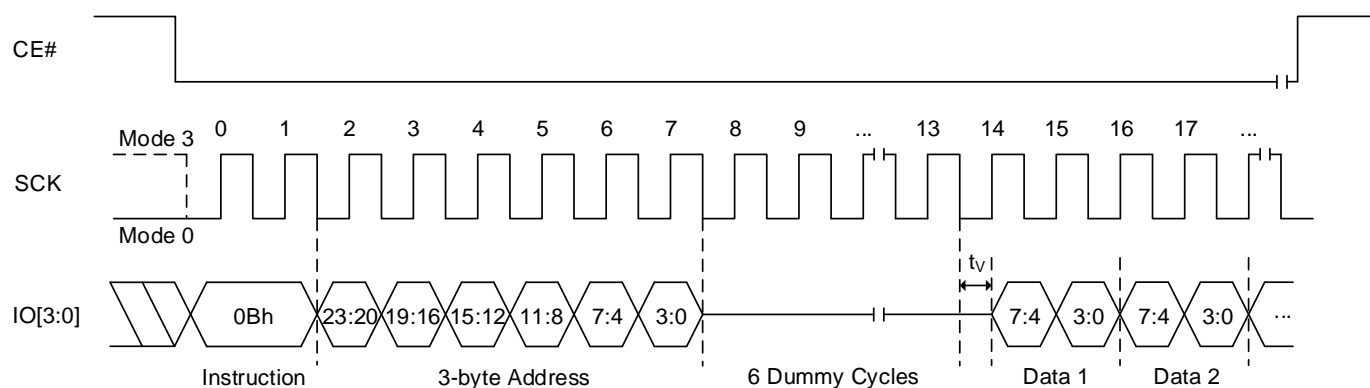 CE#
0 1 2 3 4 5 6 7 8 9 ... 13 14 15 16 17 ...
Mode 3
SCK
Mode 0
tV
IO[3:0] 0Bh 23:20 19:16 15:12 11:8 7:4 3:0 7:4 3:0 7:4 3:0 ...
Instruction 3-byte Address 6 Dummy Cycles Data 1 Data 2